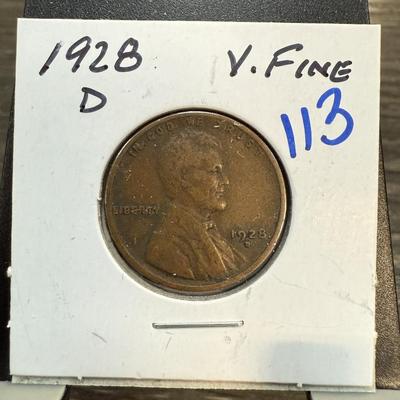 1928 V. FINE
D 113
IN GOD WE TRUST
LIBERTY
1928
D